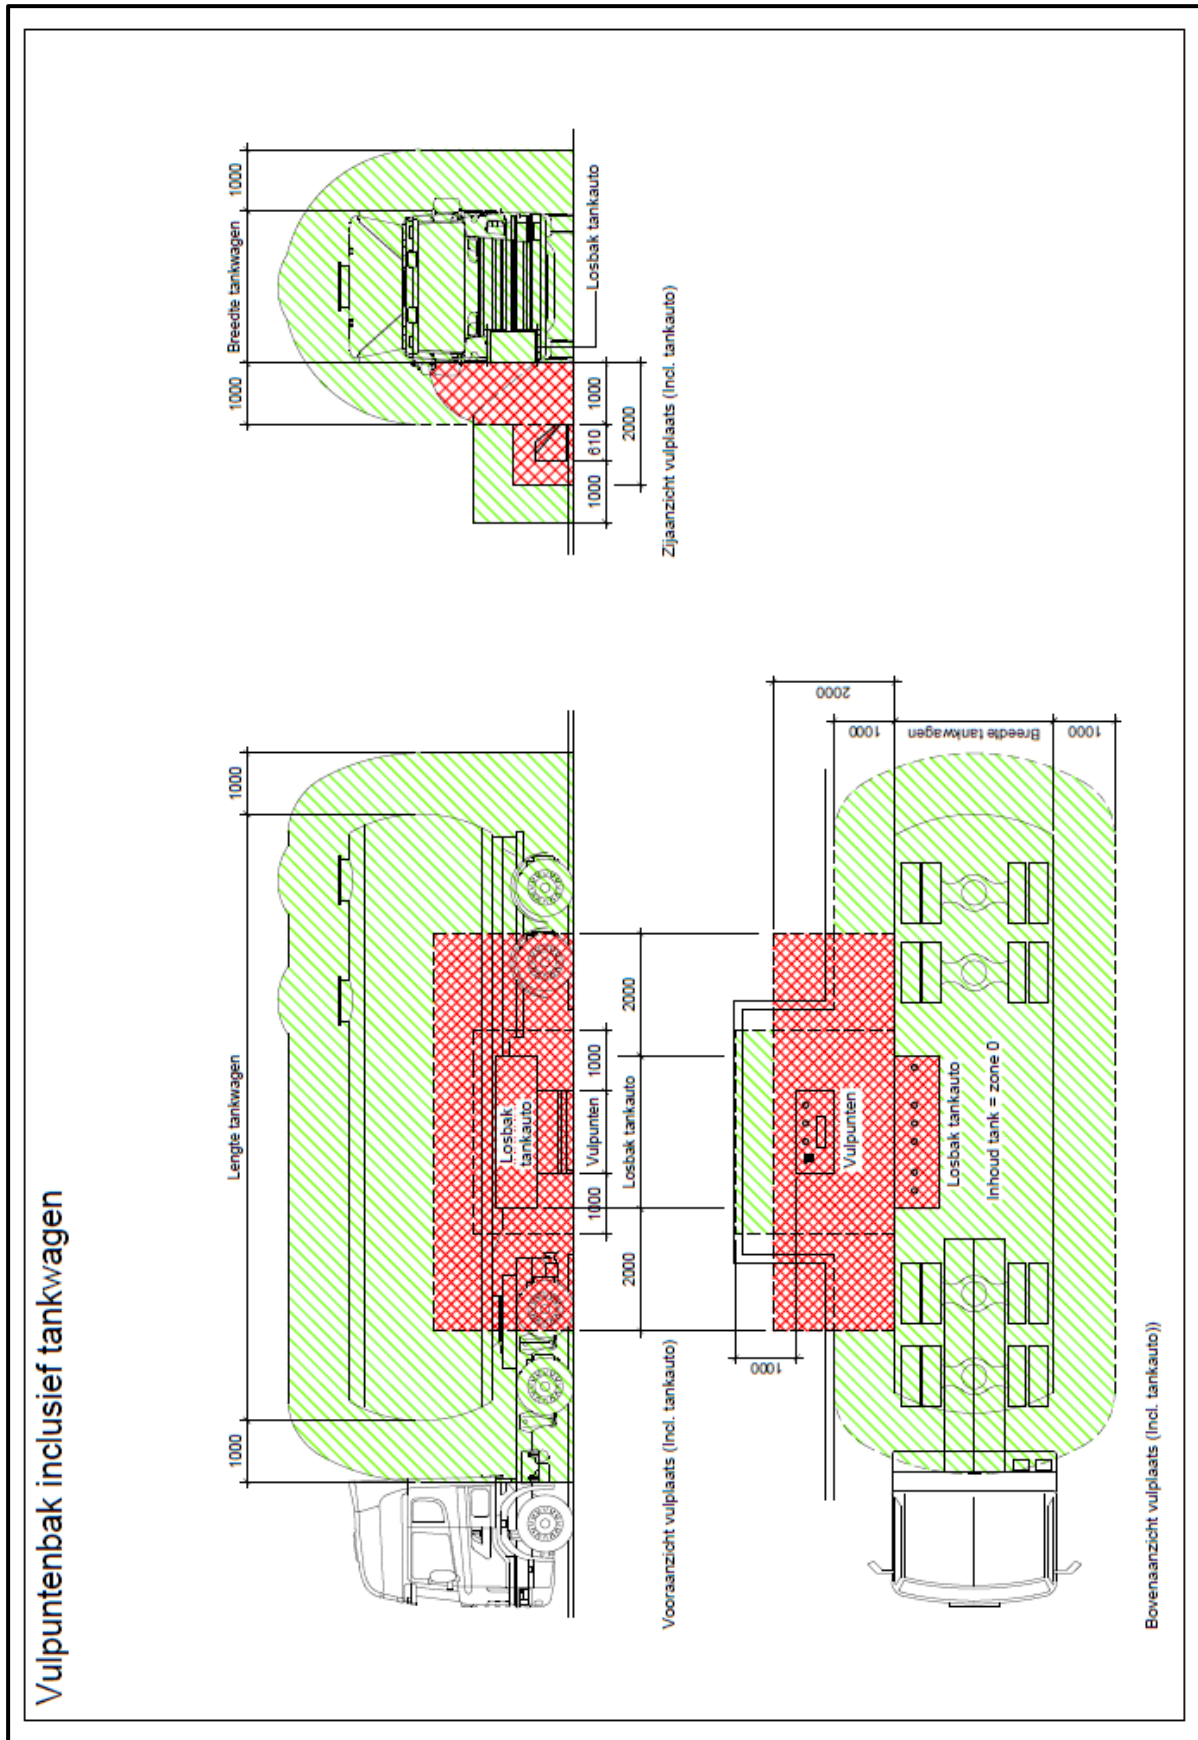 Vulpuntenbak inclusief tankwagen
1000
Lengte tankwagen
1000
Losbak
tankauto
1000
Vulpunten
1000
2000
Losbak tankauto
2000
Vooraanzicht vulplaats (Incl. tankauto)
1000
Breedte tankwagen
1000
Losbak tankauto
1000
610
1000
2000
Zijaanzicht vulplaats (Incl. tankauto)
1000
Vulpunten
Losbak tankauto
Inhoud tank = zone 0
2000
1000
Breedte tankwagen
1000
Bovenaanzicht vulplaats (Incl. tankauto))